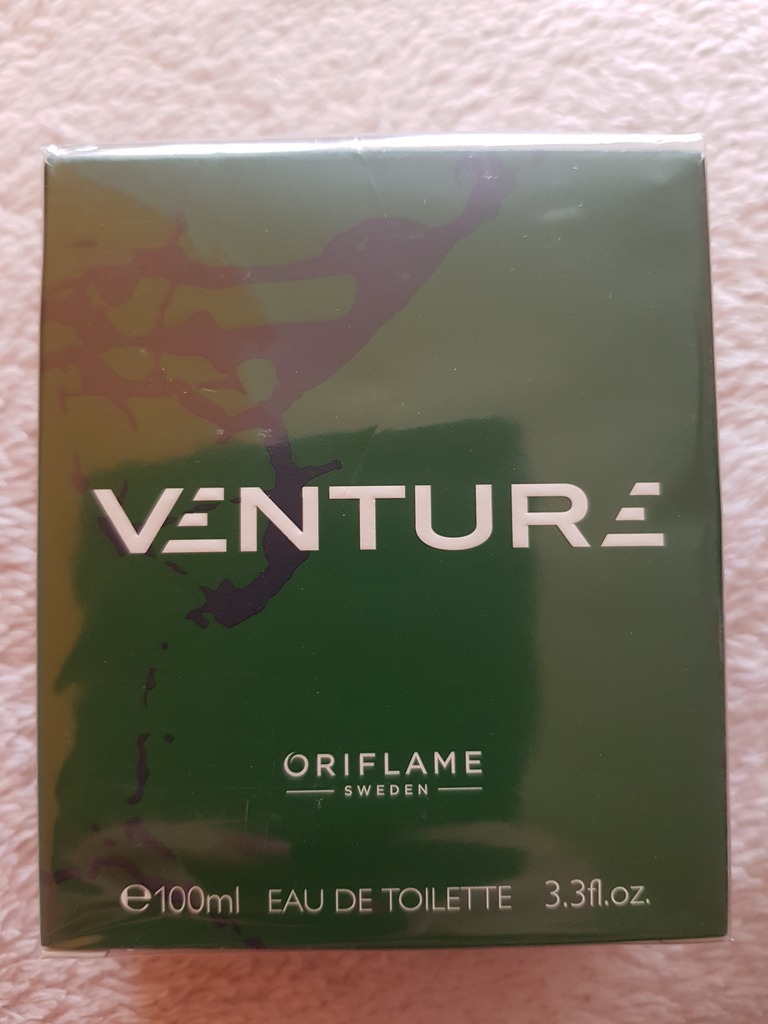 VENTURE
ORIFLAME
SWEDEN
℮100ml EAU DE TOILETTE 3.3fl.oz.